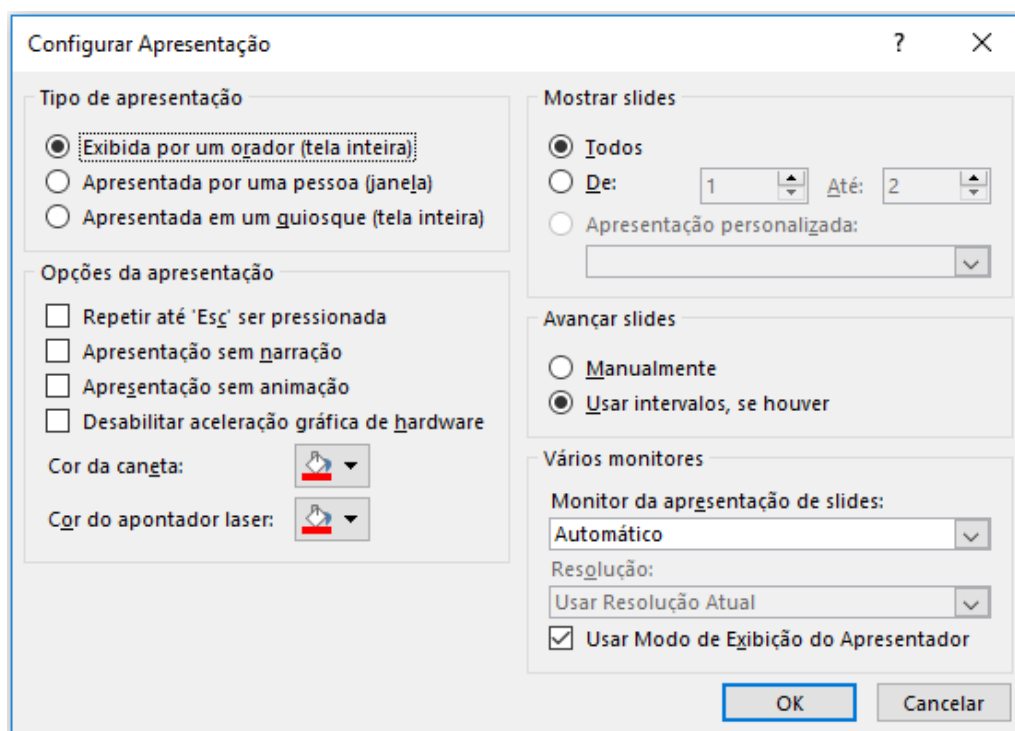 Configurar Apresentação
?
Tipo de apresentação
Exibida por um orador (tela inteira)
Apresentada por uma pessoa (janela)
Apresentada em um guiosque (tela inteira)
Opções da apresentação
Repetir até 'Esc' ser pressionada
Apresentação sem narração
Apresentação sem animação
Desabilitar aceleração gráfica de hardware
Cor da caneta:
Cor do apontador laser:
Mostrar slides
Todos
De: 1 Até: 2
Apresentação personalizada:
Avançar slides
Manualmente
Usar intervalos, se houver
Vários monitores
Monitor da apresentação de slides:
Automático
Resolução:
Usar Resolução Atual
Usar Modo de Exibição do Apresentador
OK Cancelar